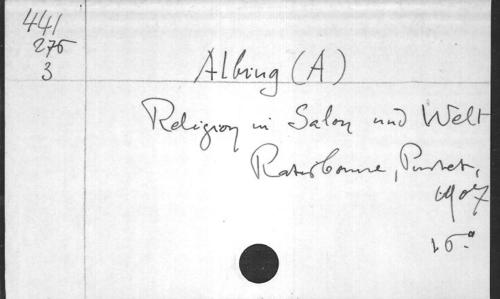 441
275
3
Albing (A)
Religion in Salon und Welt
Ratisbonne, Pustet,
1907
16.°